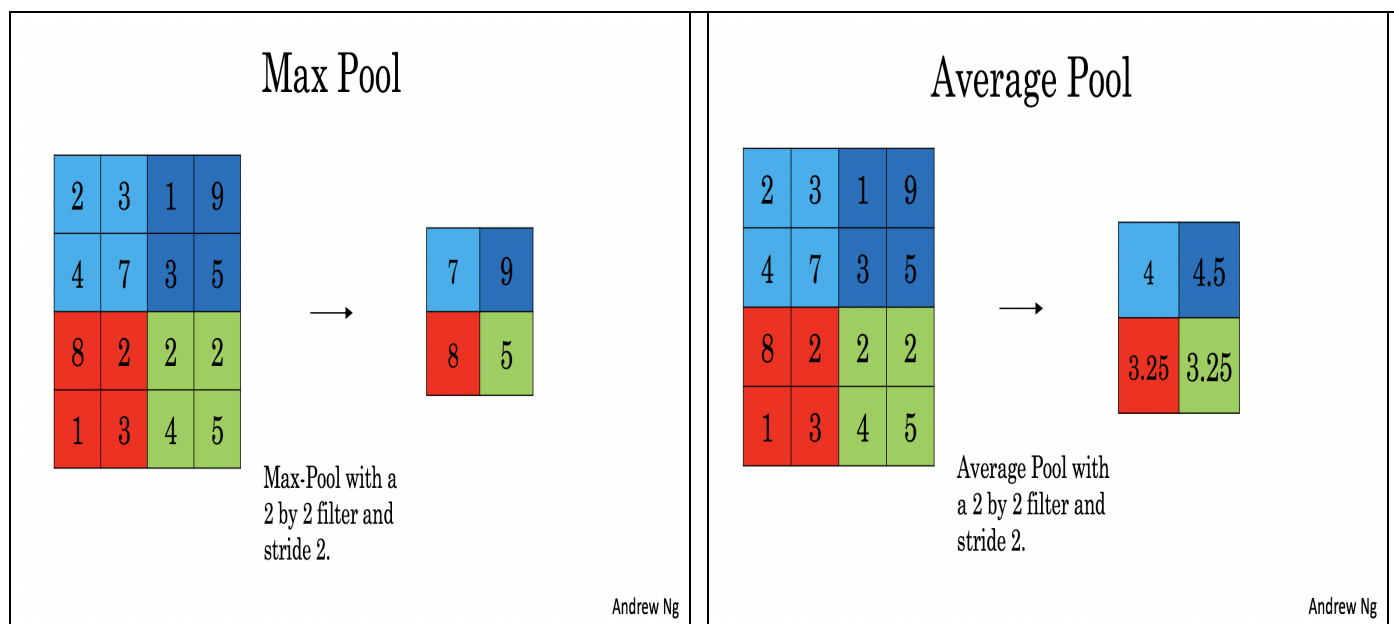 Max Pool
2 3 1 9
4 7 3 5
8 2 2 2
1 3 4 5
7 9
8 5
Max-Pool with a
2 by 2 filter and
stride 2.
Andrew Ng
Average Pool
2 3 1 9
4 7 3 5
8 2 2 2
1 3 4 5
4 4.5
3.25 3.25
Average Pool with
a 2 by 2 filter and
stride 2.
Andrew Ng